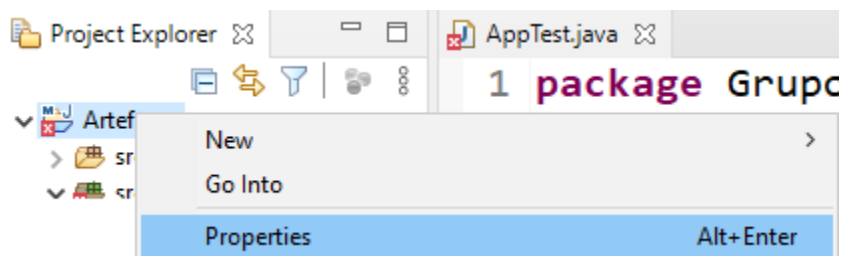 Project Explorer
AppTest.java
1 package Grupo
Artef
New
sr
Go Into
sr
Properties Alt+Enter